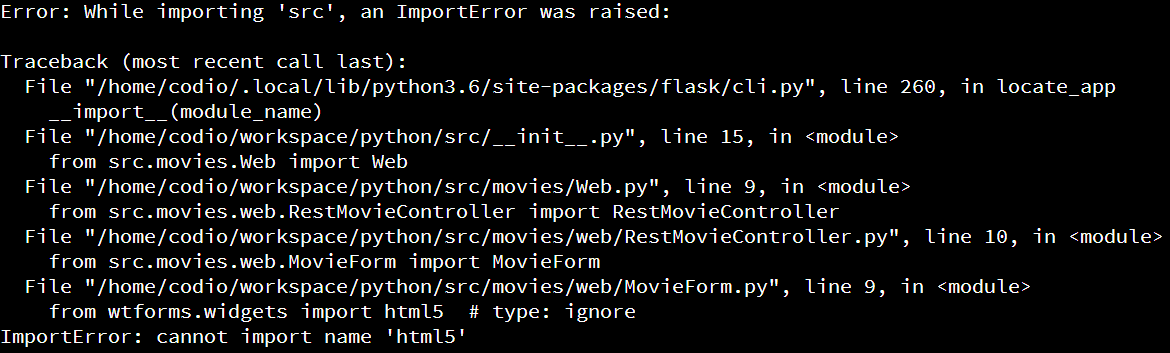 Error: While importing 'src', an ImportError was raised:
Traceback (most recent call last):
  File "/home/codio/.local/lib/python3.6/site-packages/flask/cli.py", line 260, in locate_app
    __import__(module_name)
  File "/home/codio/workspace/python/src/__init__.py", line 15, in <module>
    from src.movies.Web import Web
  File "/home/codio/workspace/python/src/movies/Web.py", line 9, in <module>
    from src.movies.web.RestMovieController import RestMovieController
  File "/home/codio/workspace/python/src/movies/web/RestMovieController.py", line 10, in <module>
    from src.movies.web.MovieForm import MovieForm
  File "/home/codio/workspace/python/src/movies/web/MovieForm.py", line 9, in <module>
    from wtforms.widgets import html5  # type: ignore
ImportError: cannot import name 'html5'